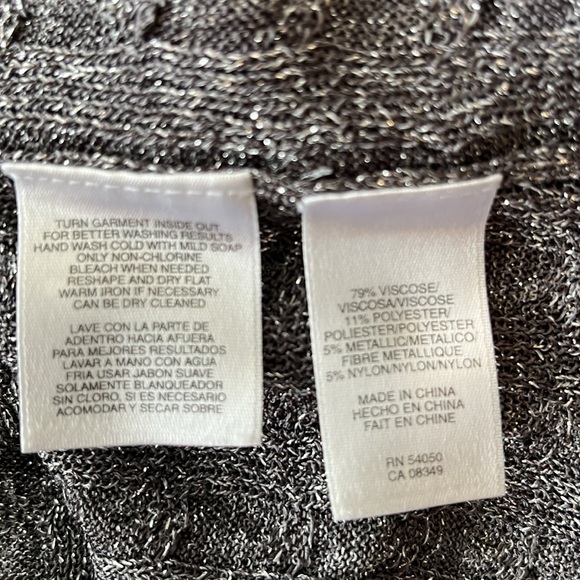 TURN GARMENT INSIDE OUT
FOR BETTER WASHING RESULTS
HAND WASH COLD WITH MILD SOAP
ONLY NON-CHLORINE
BLEACH WHEN NEEDED
RESHAPE AND DRY FLAT
WARM IRON IF NECESSARY
CAN BE DRY CLEANED
LAVE CON LA PARTE DE
ADENTRO HACIA AFUERA
PARA MEJORES RESULTADOS
LAVAR A MANO CON AGUA
FRIA USAR JABON SUAVE
SOLAMENTE BLANQUEADOR
SIN CLORO, SI ES NECESARIO
ACOMODAR Y SECAR SOBRE
79% VISCOSE/
VISCOSA/VISCOSE
11% POLYESTER/
POLIESTER/POLYESTER
5% METALLIC/METALICO/
FIBRE METALLIQUE
5% NYLON/NYLON/NYLON
MADE IN CHINA
HECHO EN CHINA
FAIT EN CHINE
RN 54050
CA 08349